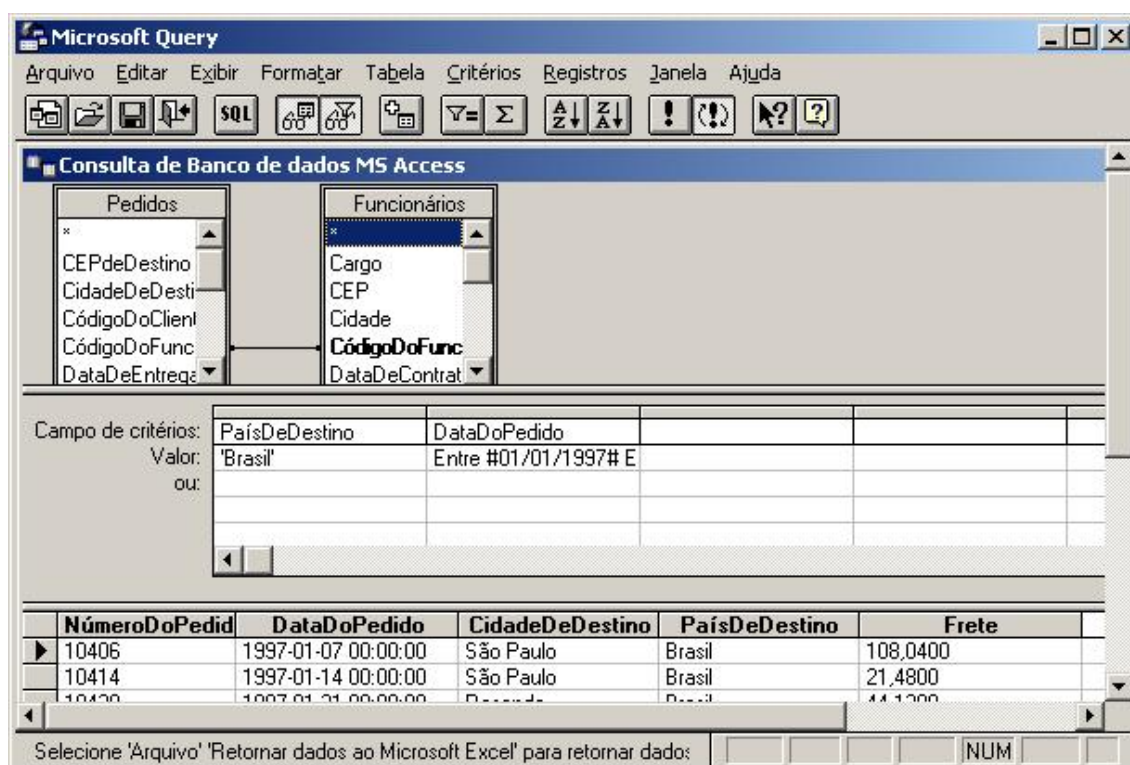 Microsoft Query
Arquivo Editar Exibir Formatar Tabela Critérios Registros Janela Ajuda
SQL
Consulta de Banco de dados MS Access
Pedidos Funcionários
* *
CEPdeDestino Cargo
CidadeDeDesti CEP
CódigoDoClient Cidade
CódigoDoFunc CódigoDoFunc
DataDeEntrega DataDeContrat
Campo de critérios: PaísDeDestino DataDoPedido
Valor: 'Brasil' Entre #01/01/1997# E
ou:
NúmeroDoPedid DataDoPedido CidadeDeDestino PaísDeDestino Frete
10406 1997-01-07 00:00:00 São Paulo Brasil 108,0400
10414 1997-01-14 00:00:00 São Paulo Brasil 21,4800
Selecione 'Arquivo' 'Retornar dados ao Microsoft Excel' para retornar dados NUM